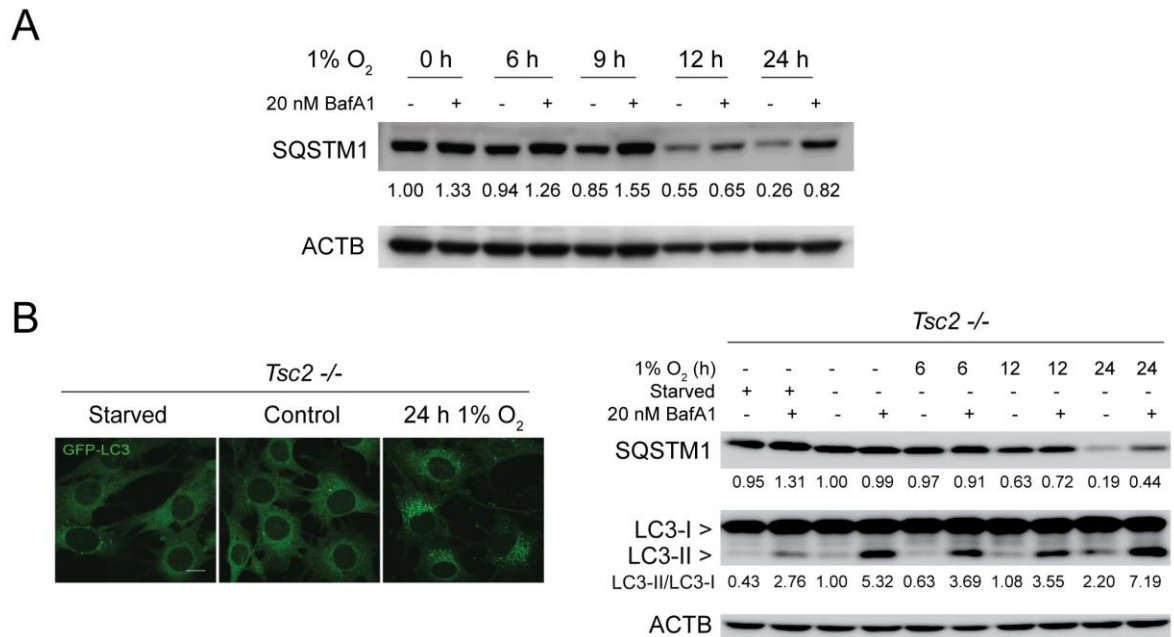 A
1% O2 0 h 6 h 9 h 12 h 24 h
20 nM BafA1 - + - + - + - + - +
SQSTM1
1.00 1.33 0.94 1.26 0.85 1.55 0.55 0.65 0.26 0.82
ACTB
B
Tsc2 -/-
Starved Control 24 h 1% O2
GFP-LC3
Tsc2 -/-
1% O2 (h) - - - - 6 6 12 12 24 24
Starved + + - - - - - - - -
20 nM BafA1 - + - + - + - + - +
SQSTM1
0.95 1.31 1.00 0.99 0.97 0.91 0.63 0.72 0.19 0.44
LC3-I >
LC3-II >
LC3-II/LC3-I 0.43 2.76 1.00 5.32 0.63 3.69 1.08 3.55 2.20 7.19
ACTB